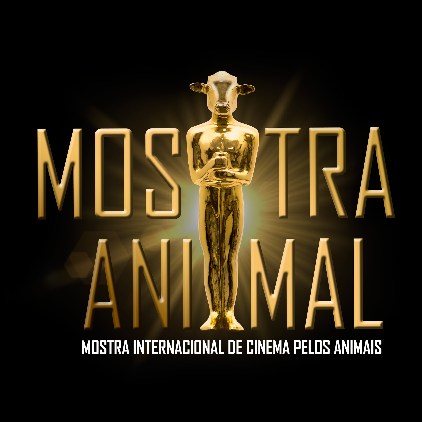 MOSTRA
ANIMAL
MOSTRA INTERNACIONAL DE CINEMA PELOS ANIMAIS